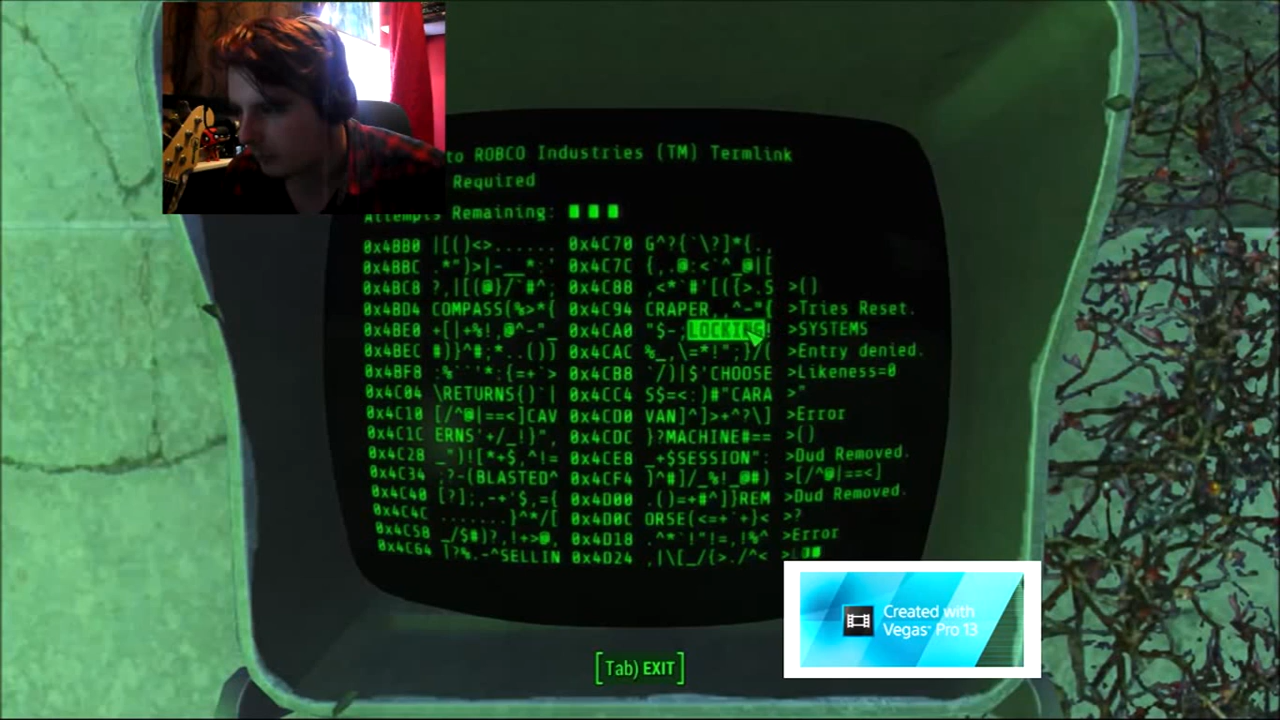 to ROBCO Industries (TM) Termlink
Required
Attempts Remaining:
0x4BB0 |[()<>...... 0x4C70 G^?{`\?]*{.,
0x4BBC .*")>|-__*:' 0x4C7C {,.@:<`^_@|[
0x4BC8 ?,|[(@}/`#^; 0x4C88 ,<*`#'[({>.S >()
0x4BD4 COMPASS(%>*{ 0x4C94 CRAPER,,^-"{ >Tries Reset.
0x4BE0 +[|+%!,@^-"_ 0x4CA0 "$-;LOCKING! >SYSTEMS
0x4BEC #)}^#;*..()) 0x4CAC %_,\=*!";}/( >Entry denied.
0x4BF8 :%``'*:{=+`> 0x4CB8 `/)|$'CHOOSE >Likeness=0
0x4C04 \RETURNS()`| 0x4CC4 S$=<:)#"CARA >"
0x4C10 [/^@|==<]CAV 0x4CD0 VAN]^]>+^?\] >Error
0x4C1C ERNS'+/_!}", 0x4CDC }?MACHINE#== >()
0x4C28 _")![*+$,^!= 0x4CE8 _+$SESSION": >Dud Removed.
0x4C34 ;?-(BLASTED^ 0x4CF4 ]^#]/_%!_@#) >[/^@|==<]
0x4C40 [?];,-+'$,={ 0x4D00 .()=+#^]}REM >Dud Removed.
0x4C4C .......}^*/[ 0x4D0C ORSE(<=+`+}< >?
0x4C58 _/$#)?,!+>@, 0x4D18 .^*`!"!=,!%^ >Error
0x4C64 |?%.-^SELLIN 0x4D24 ,|\[_/{>./^< >!@@
Created with
Vegas™ Pro 13
[Tab) EXIT]